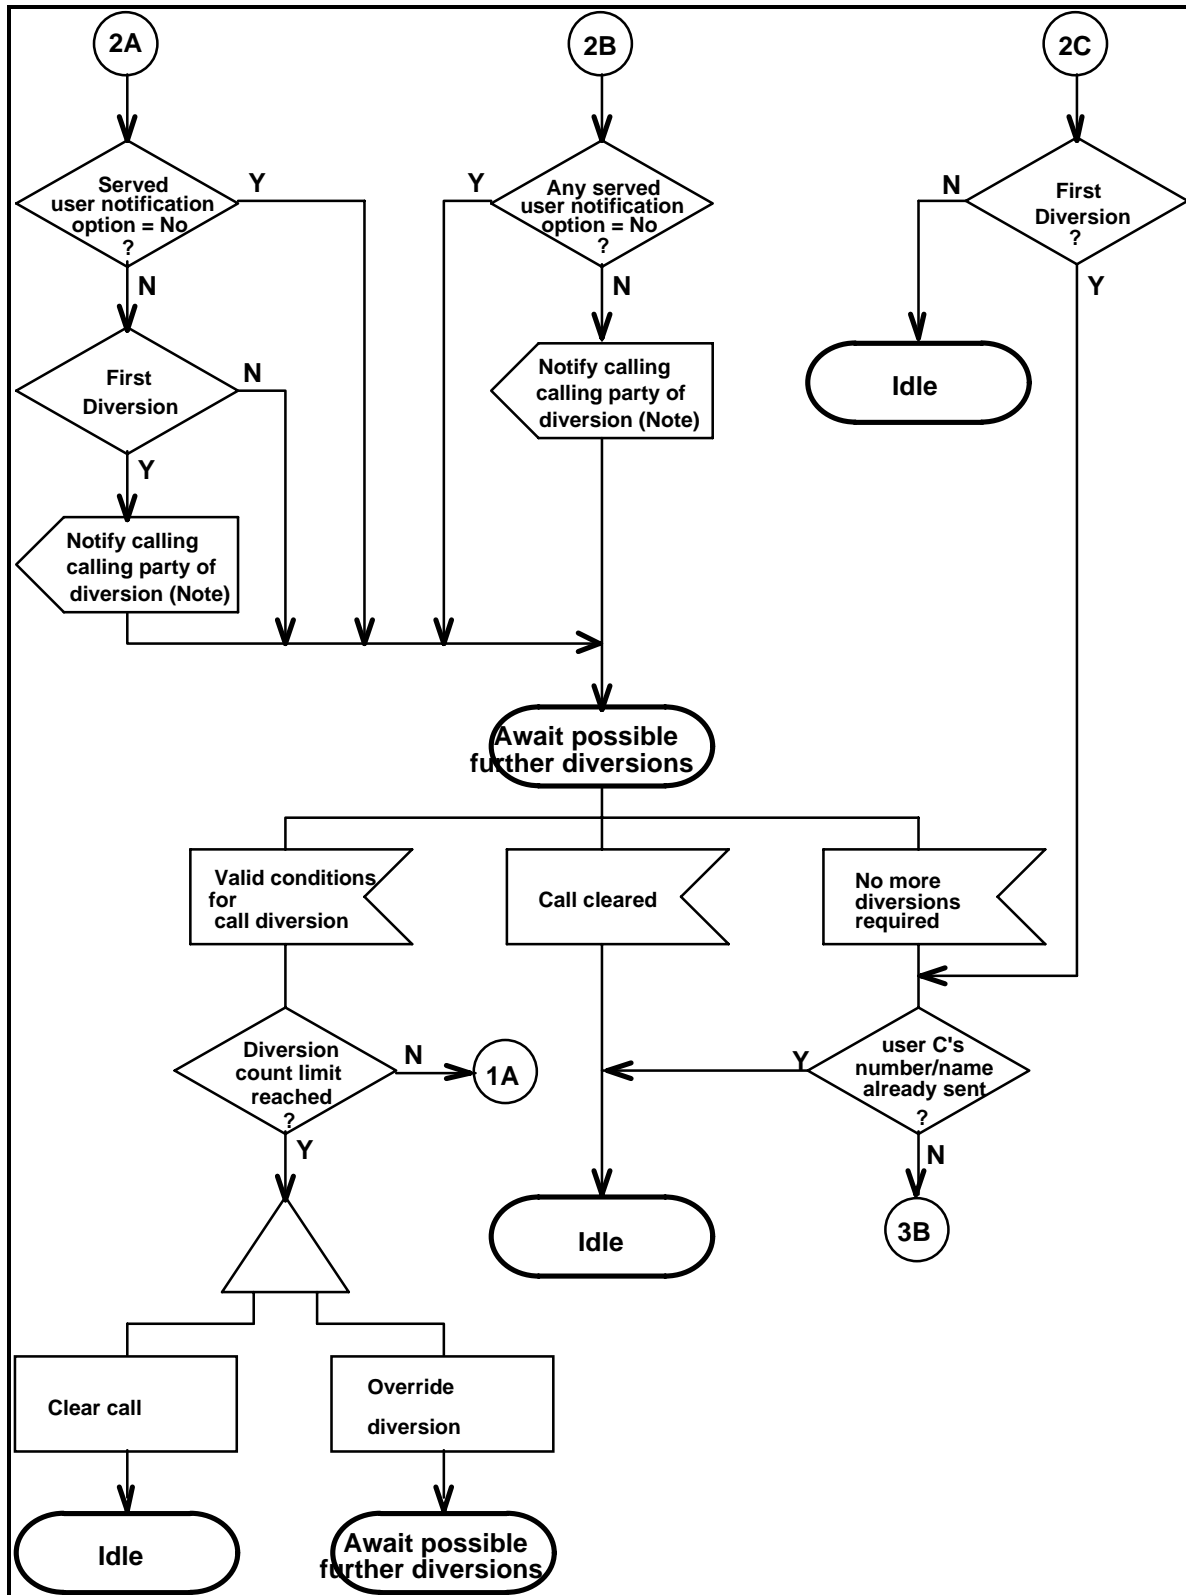 2A
2B
2C
Served
user notification
option = No
?
Y
N
Y
Any served
user notification
option = No
?
N
N
First
Diversion
?
Y
First
Diversion
N
Y
Notify calling
calling party of
diversion (Note)
Notify calling
calling party of
diversion (Note)
Idle
Await possible
further diversions
Valid conditions
for
call diversion
Call cleared
No more
diversions
required
Diversion
count limit
reached
?
N
1A
Y
Y
user C's
number/name
already sent
?
N
3B
Idle
Clear call
Override
diversion
Idle
Await possible
further diversions